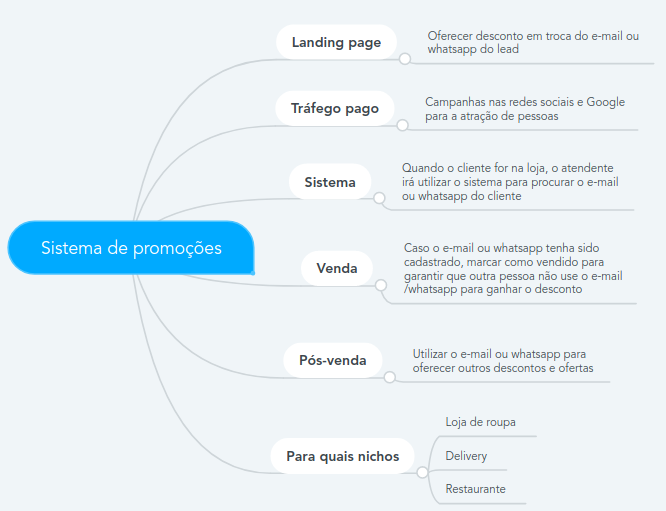 Landing page
Oferecer desconto em troca do e-mail ou
whatsapp do lead
Tráfego pago
Campanhas nas redes sociais e Google
para a atração de pessoas
Sistema
Quando o cliente for na loja, o atendente
irá utilizar o sistema para procurar o e-mail
ou whatsapp do cliente
Sistema de promoções
Venda
Caso o e-mail ou whatsapp tenha sido
cadastrado, marcar como vendido para
garantir que outra pessoa não use o e-mail
/whatsapp para ganhar o desconto
Pós-venda
Utilizar o e-mail ou whatsapp para
oferecer outros descontos e ofertas
Para quais nichos
Loja de roupa
Delivery
Restaurante